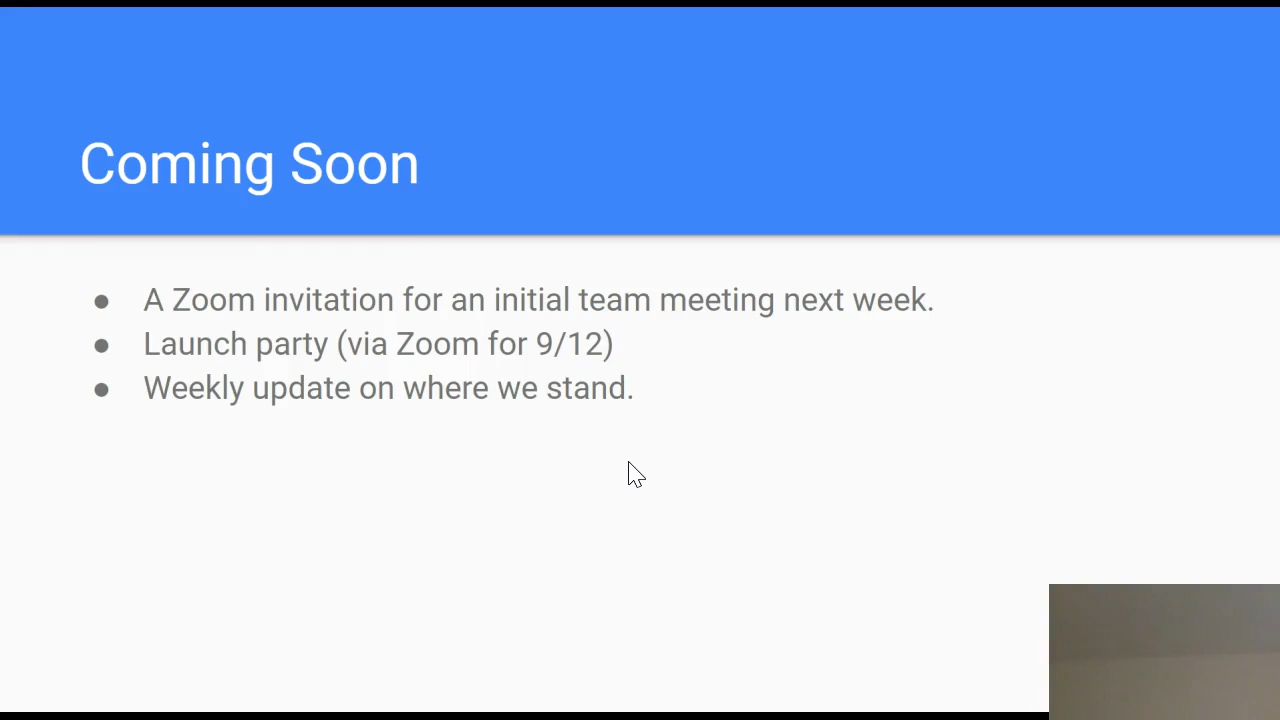 Coming Soon
● A Zoom invitation for an initial team meeting next week.
● Launch party (via Zoom for 9/12)
● Weekly update on where we stand.